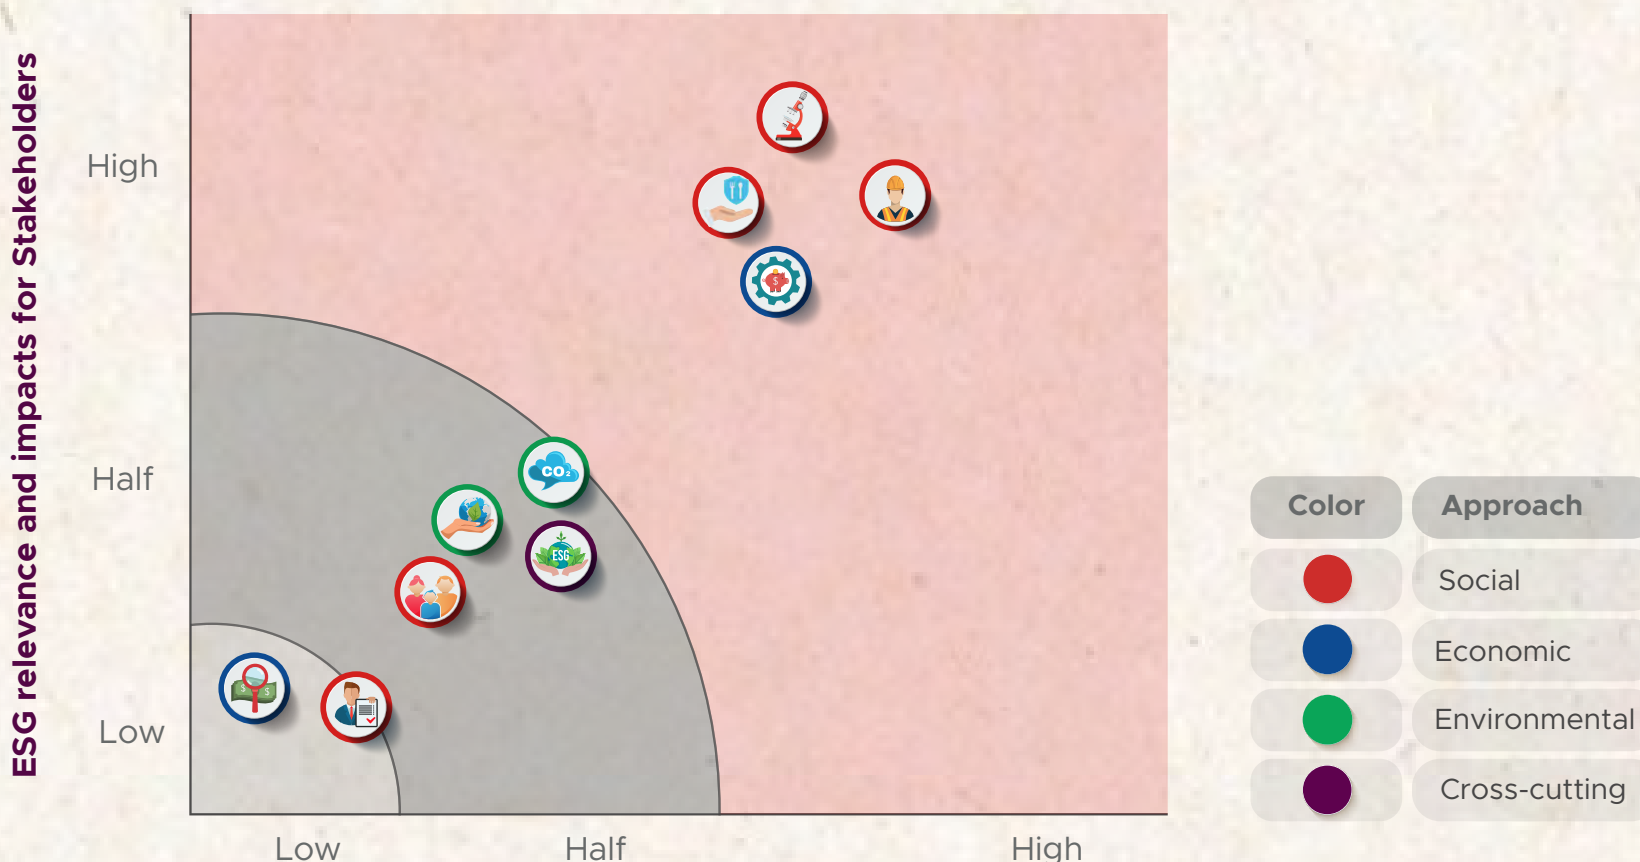 ESG relevance and impacts for Stakeholders
High
Half
Low
CO₂
ESG
$
$ $
Low Half High
Color Approach
Social
Economic
Environmental
Cross-cutting